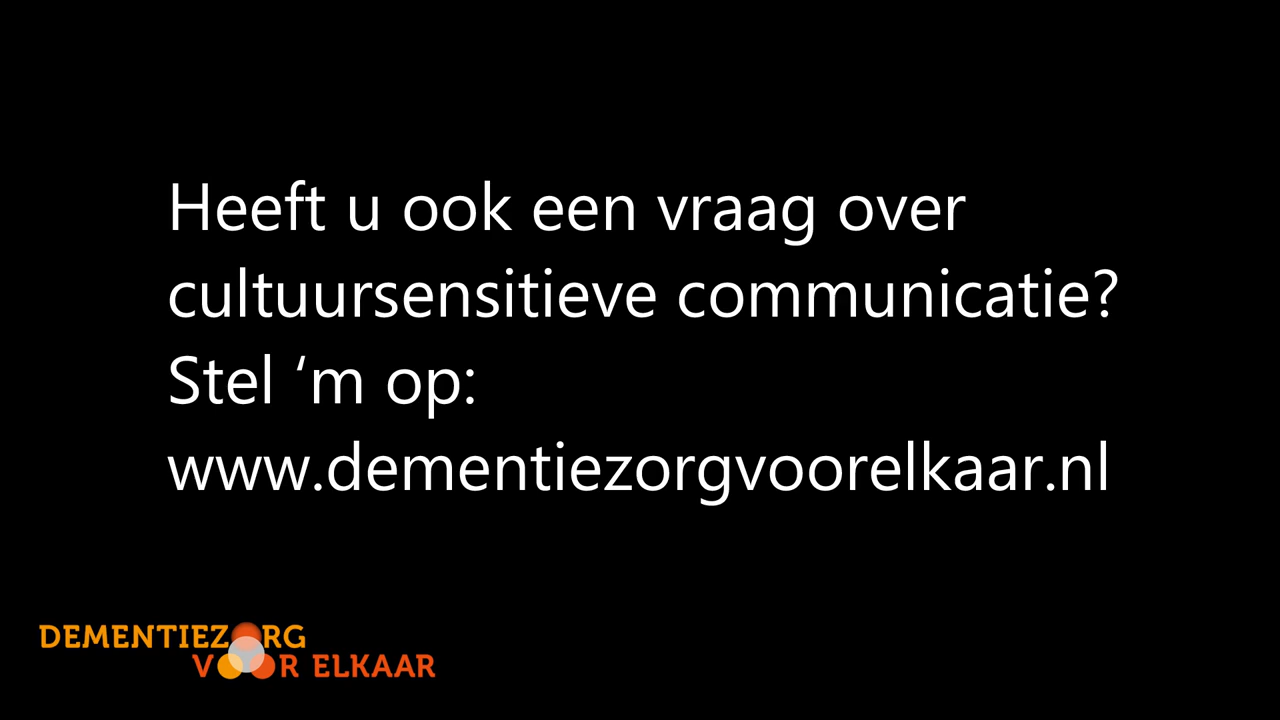 Heeft u ook een vraag over
cultuursensitieve communicatie?
Stel ‘m op:
www.dementiezorgvoorelkaar.nl
DEMENTIEZORG
VOOR ELKAAR